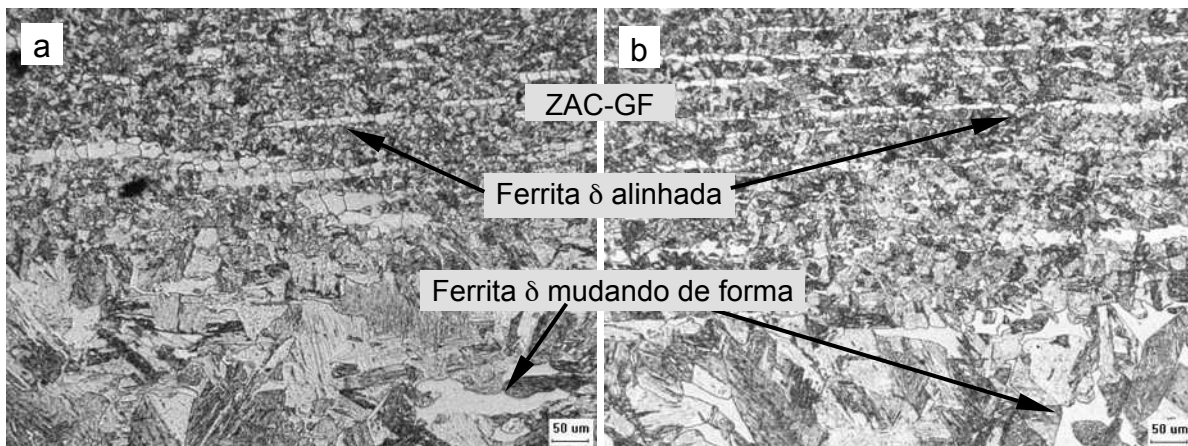 a
b
ZAC-GF
Ferrita δ alinhada
Ferrita δ mudando de forma
50 um
50 um